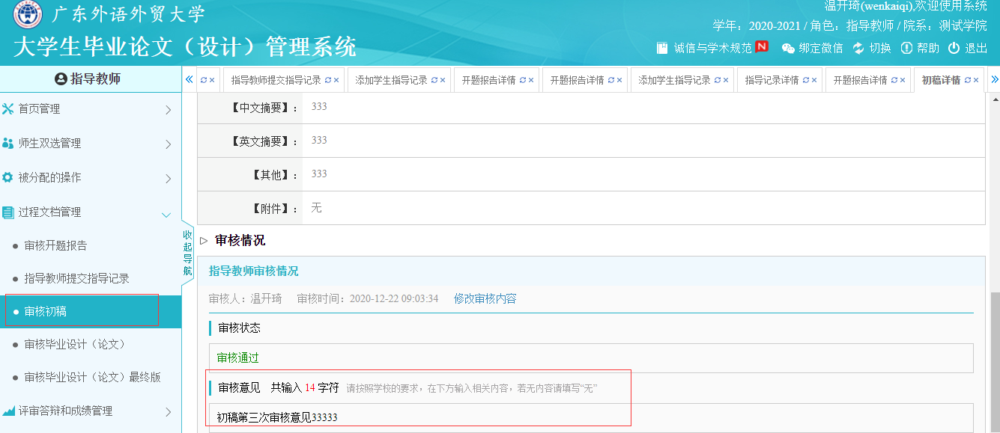 广东外语外贸大学
大学生毕业论文（设计）管理系统
温开琦(wenkaiqi),欢迎使用系统
学年：2020-2021 / 角色：指导教师 / 院系：测试学院
诚信与学术规范 N 绑定微信 切换 帮助 退出
指导教师
指导教师提交指导记录 添加学生指导记录 开题报告详情 开题报告详情 添加学生指导记录 指导记录详情 开题报告详情 初稿详情
首页管理
师生双选管理
被分配的操作
过程文档管理
审核开题报告
指导教师提交指导记录
审核初稿
审核毕业设计（论文）
审核毕业设计（论文）最终版
评审答辩和成绩管理
收起导航
【中文摘要】： 333
【英文摘要】： 333
【其他】： 333
【附件】： 无
审核情况
指导教师审核情况
审核人：温开琦 审核时间：2020-12-22 09:03:34 修改审核内容
审核状态
审核通过
审核意见 共输入 14 字符 请按照学校的要求，在下方输入相关内容，若无内容请填写“无”
初稿第三次审核意见33333